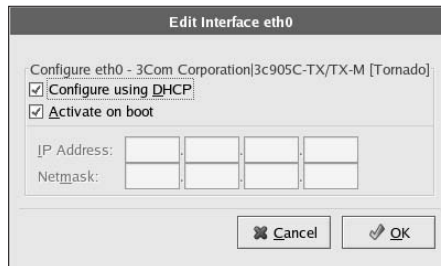 Edit Interface eth0
Configure eth0 - 3Com Corporation|3c905C-TX/TX-M [Tornado]
Configure using DHCP
Activate on boot
IP Address:
Netmask:
Cancel OK